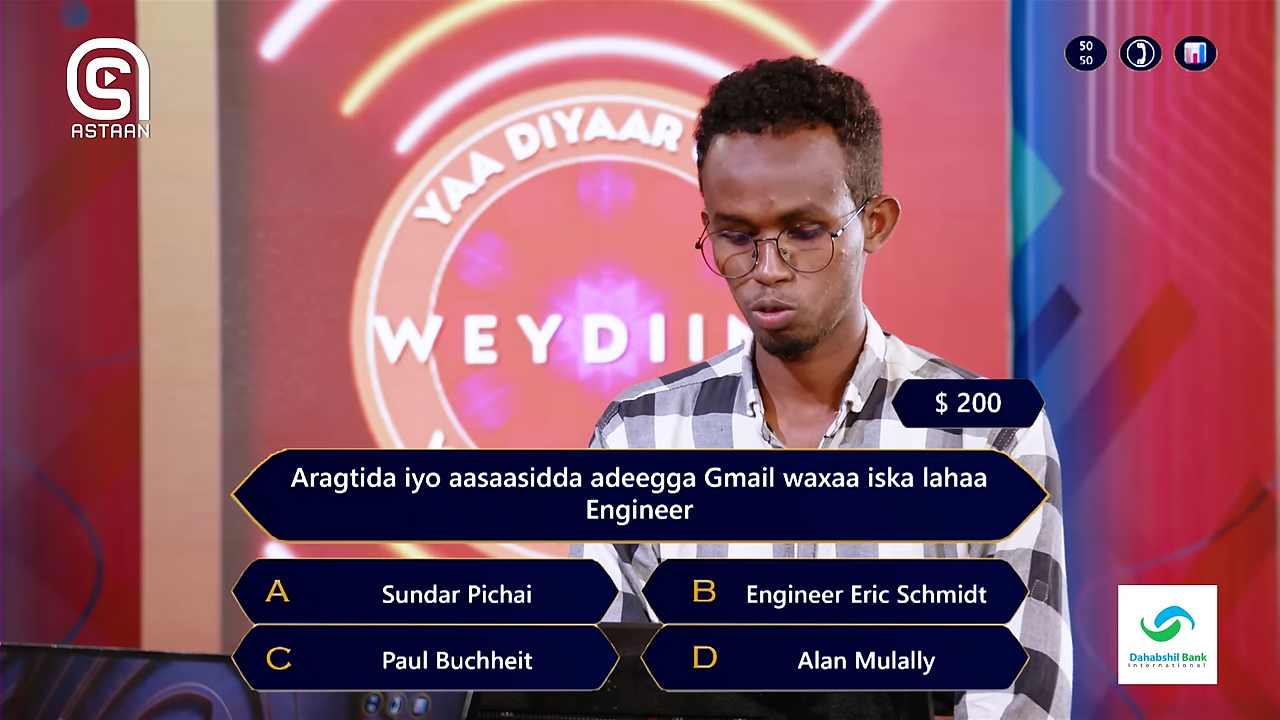 ASTAAN
50
50
YAA DIYAAR
WEYDIIN
$ 200
Aragtida iyo aasaasidda adeegga Gmail waxaa iska lahaa
Engineer
A Sundar Pichai
B Engineer Eric Schmidt
C Paul Buchheit
D Alan Mulally
Dahabshil Bank
International